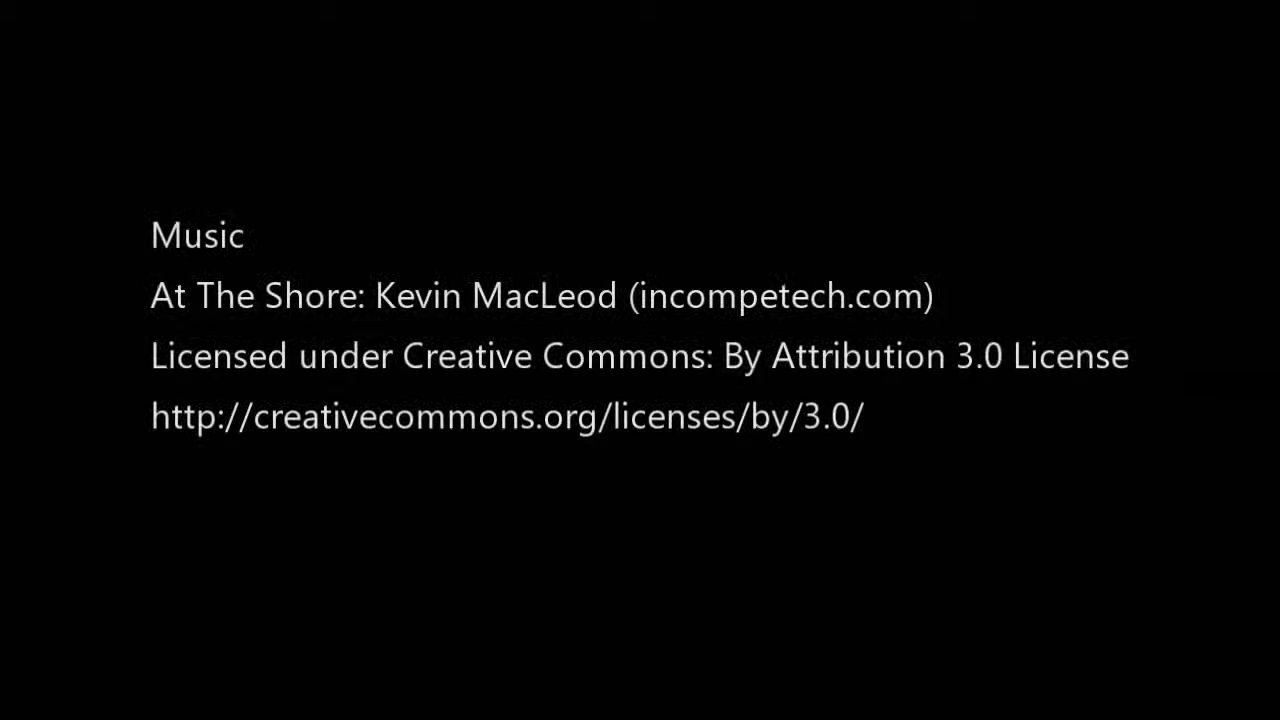 Music
At The Shore: Kevin MacLeod (incompetech.com)
Licensed under Creative Commons: By Attribution 3.0 License
http://creativecommons.org/licenses/by/3.0/